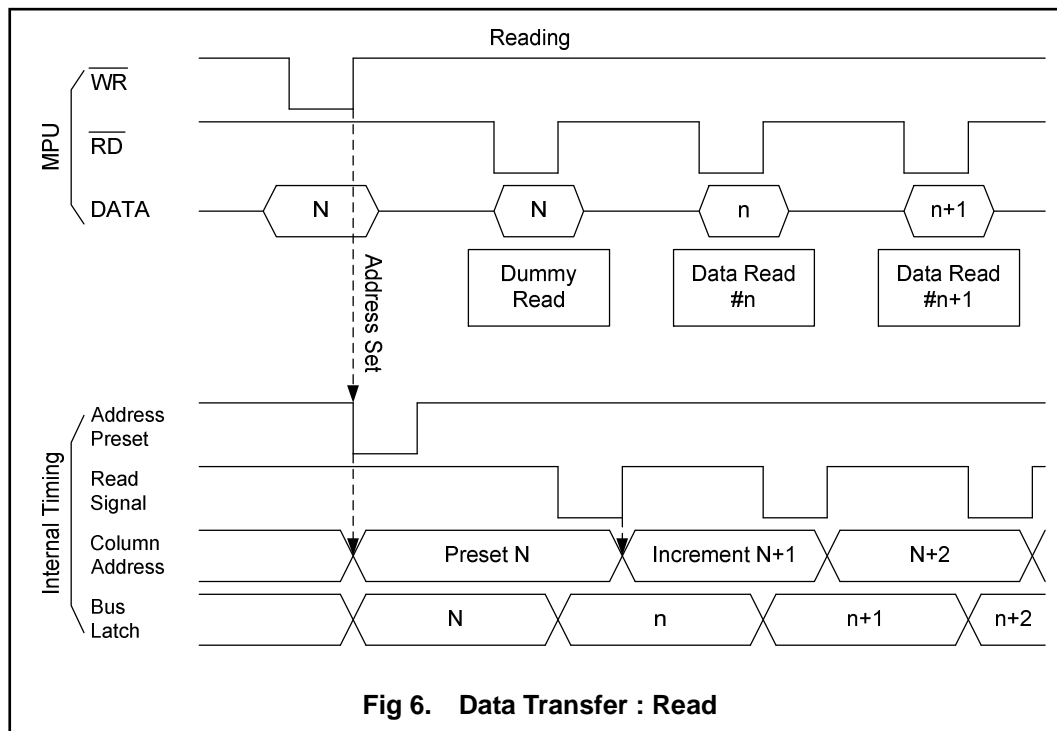 Reading
MPU
WR
RD
DATA
N
N
n
n+1
Dummy
Read
Data Read
#n
Data Read
#n+1
Address Set
Internal Timing
Address
Preset
Read
Signal
Column
Address
Preset N
Increment N+1
N+2
Bus
Latch
N
n
n+1
n+2
Fig 6. Data Transfer : Read